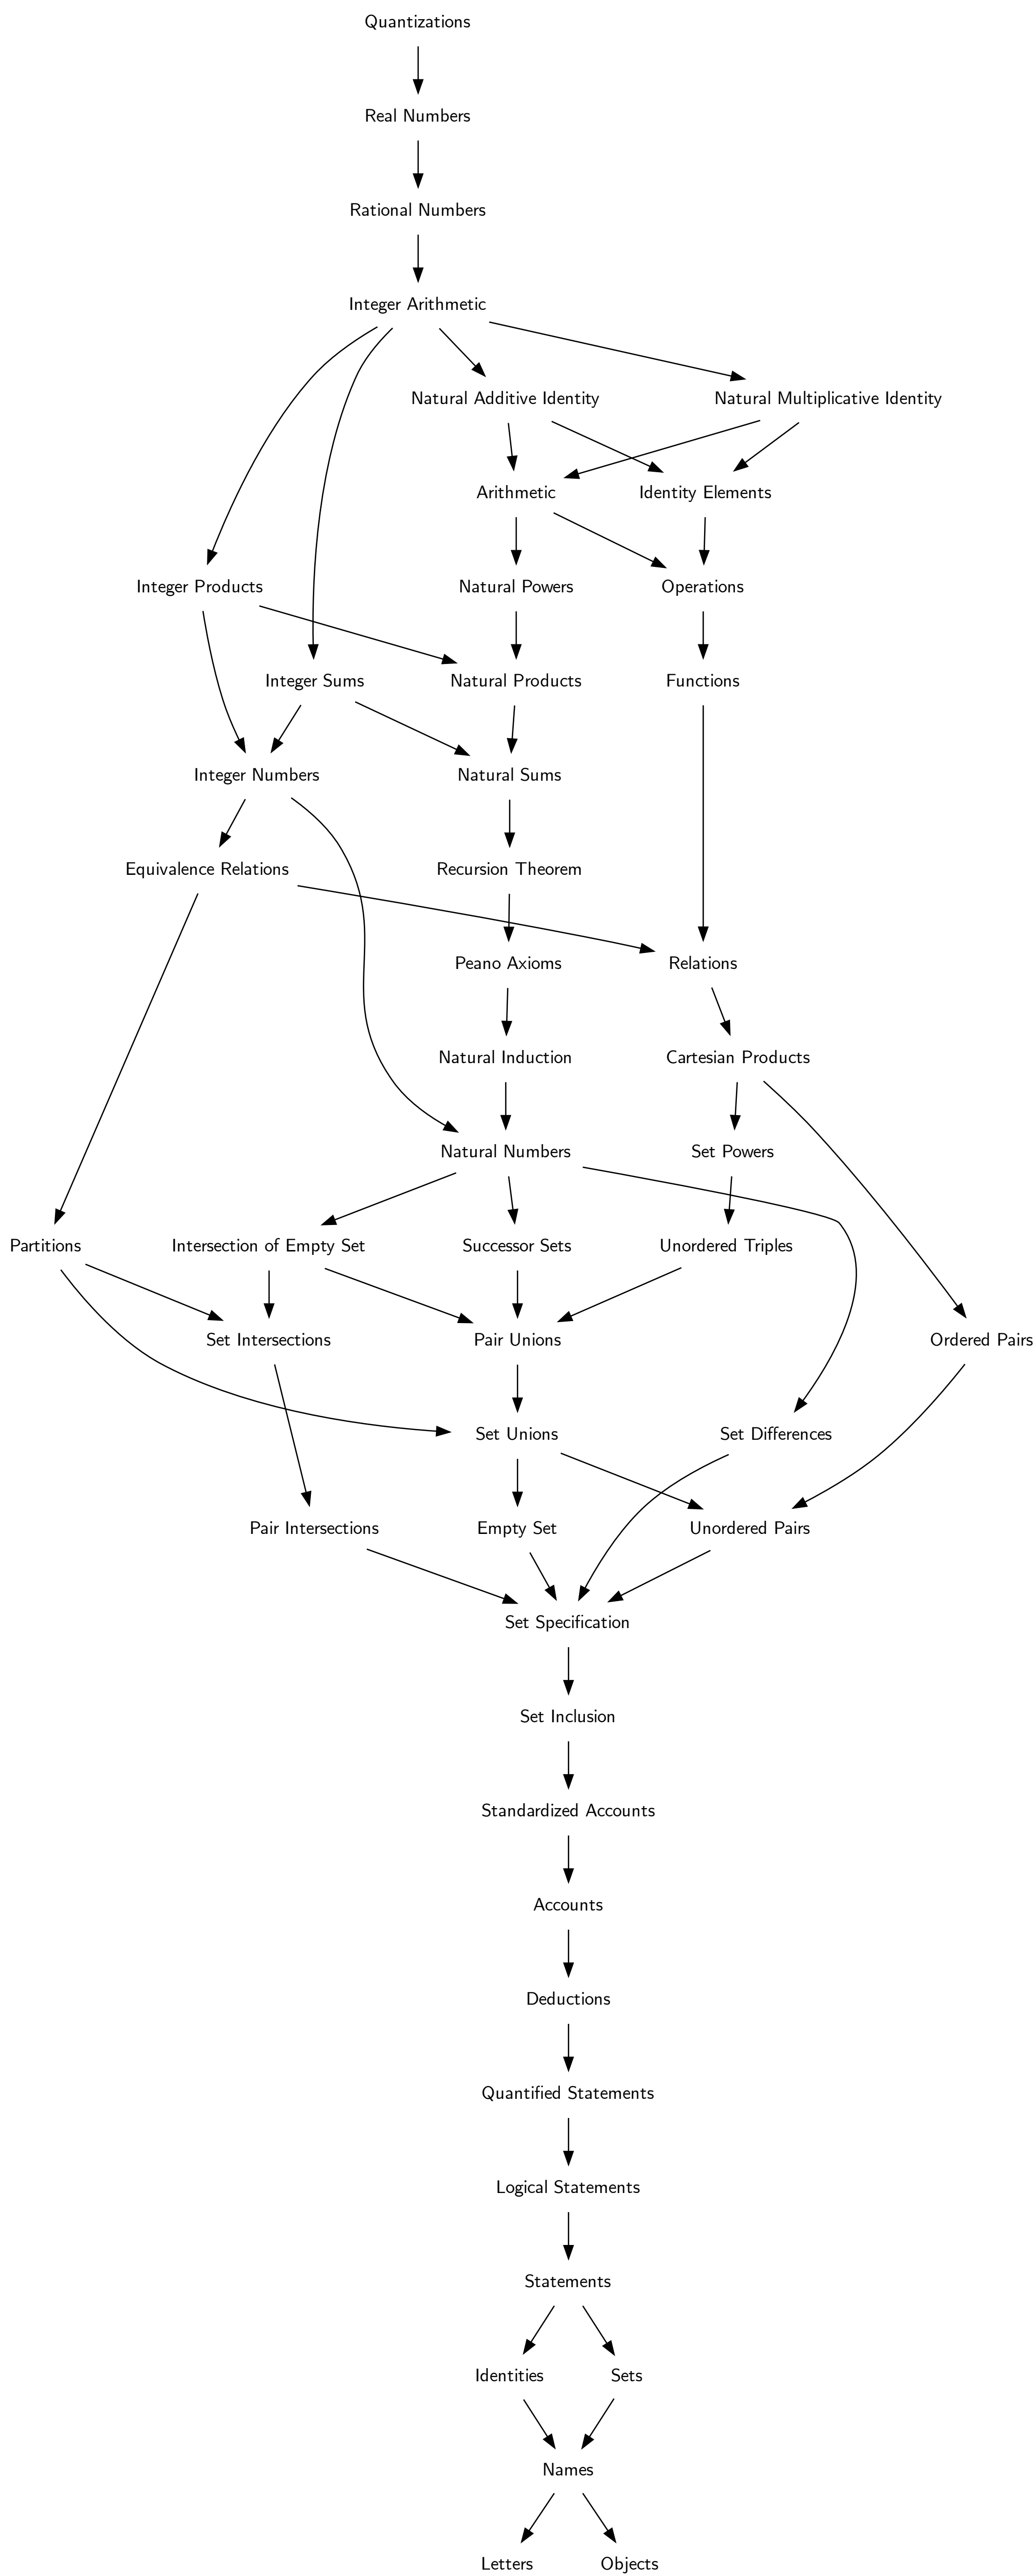 Quantizations
Real Numbers
Rational Numbers
Integer Arithmetic
Natural Additive Identity
Natural Multiplicative Identity
Arithmetic
Identity Elements
Integer Products
Natural Powers
Operations
Integer Sums
Natural Products
Functions
Integer Numbers
Natural Sums
Equivalence Relations
Recursion Theorem
Peano Axioms
Relations
Natural Induction
Cartesian Products
Natural Numbers
Set Powers
Partitions
Intersection of Empty Set
Successor Sets
Unordered Triples
Set Intersections
Pair Unions
Ordered Pairs
Set Unions
Set Differences
Pair Intersections
Empty Set
Unordered Pairs
Set Specification
Set Inclusion
Standardized Accounts
Accounts
Deductions
Quantified Statements
Logical Statements
Statements
Identities
Sets
Names
Letters
Objects